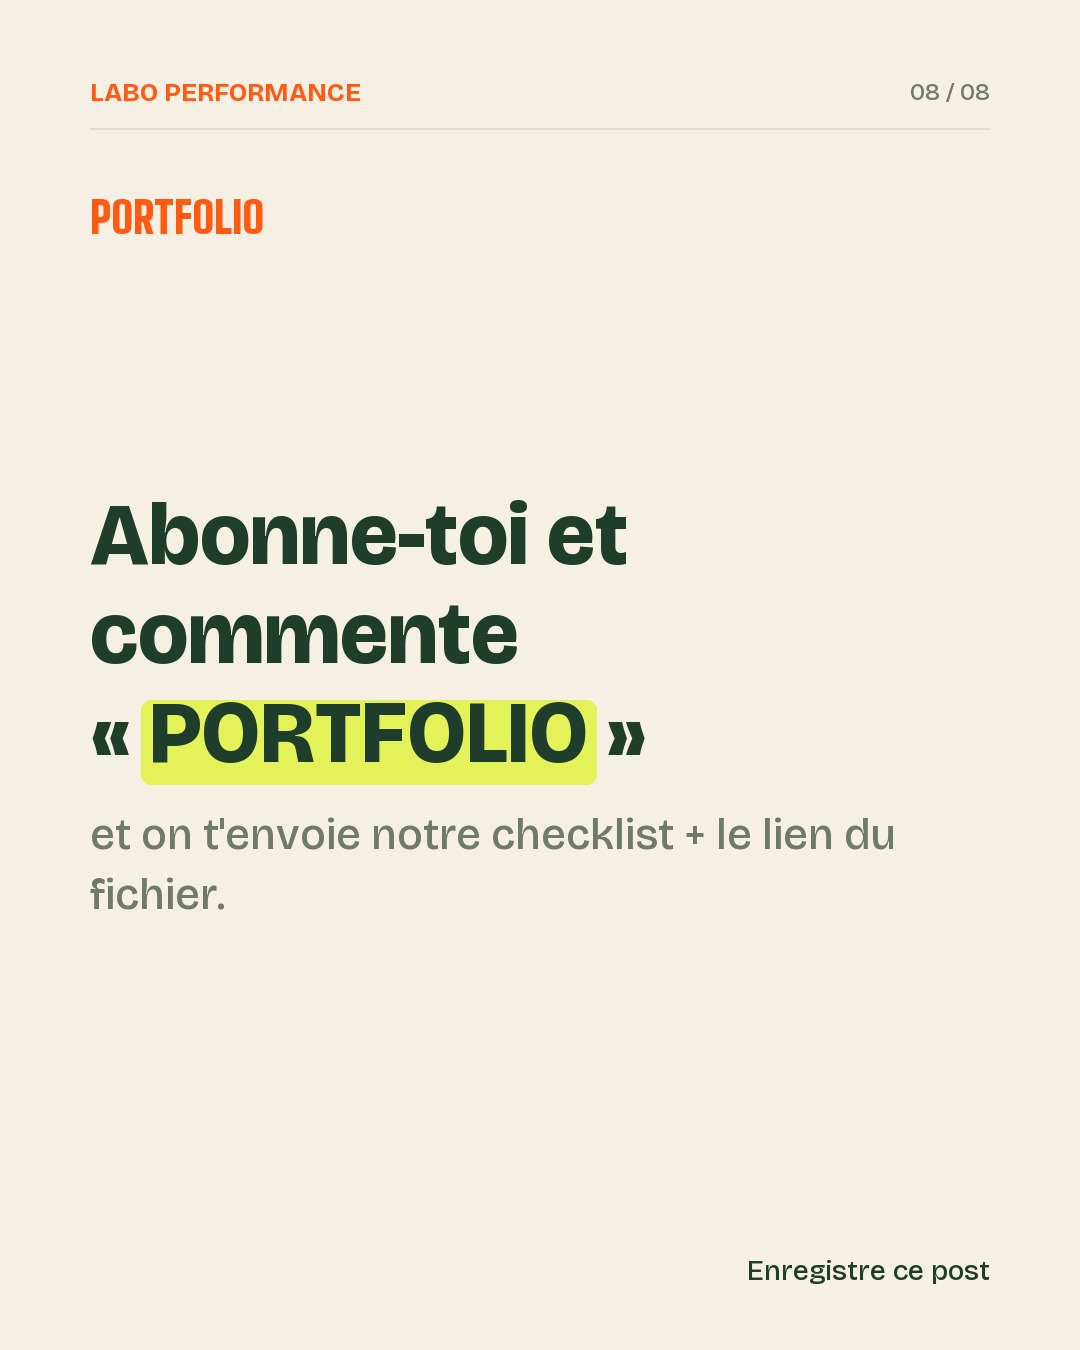 LABO PERFORMANCE
08 / 08
PORTFOLIO
Abonne-toi et
commente
« PORTFOLIO »
et on t'envoie notre checklist + le lien du
fichier.
Enregistre ce post